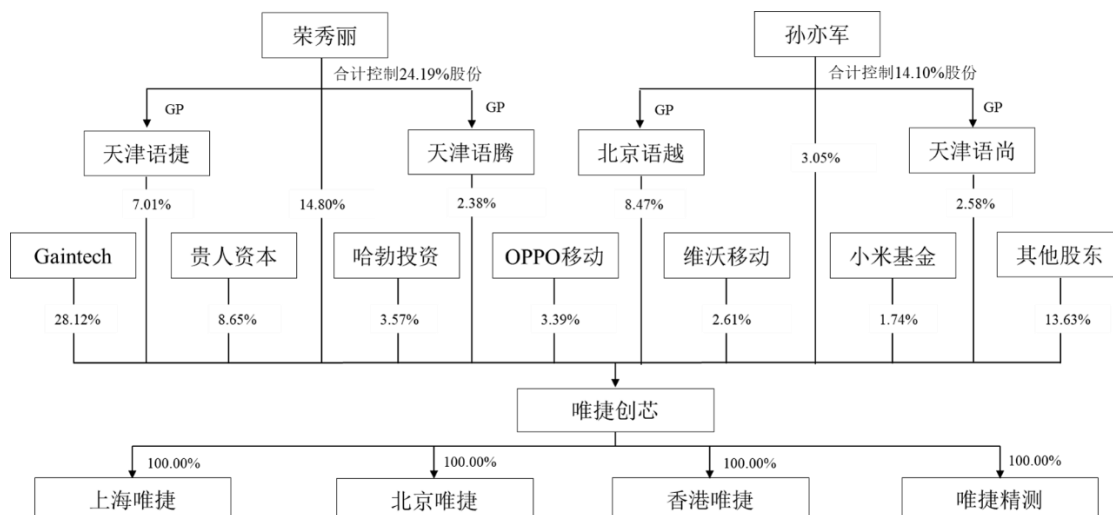 荣秀丽
孙亦军
合计控制24.19%股份
合计控制14.10%股份
GP
GP
GP
GP
天津语捷
天津语腾
北京语越
天津语尚
7.01%
14.80%
2.38%
8.47%
3.05%
2.58%
Gaintech
贵人资本
哈勃投资
OPPO移动
维沃移动
小米基金
其他股东
28.12%
8.65%
3.57%
3.39%
2.61%
1.74%
13.63%
唯捷创芯
100.00%
100.00%
100.00%
100.00%
上海唯捷
北京唯捷
香港唯捷
唯捷精测